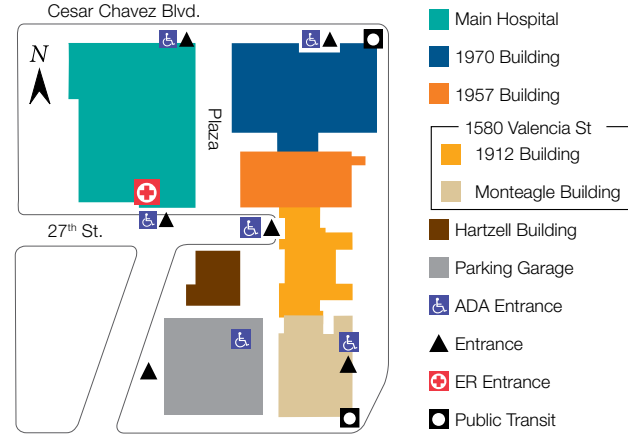 Cesar Chavez Blvd.
N
Plaza
27th St.
Main Hospital
1970 Building
1957 Building
1580 Valencia St
1912 Building
Monteagle Building
Hartzell Building
Parking Garage
ADA Entrance
Entrance
ER Entrance
Public Transit